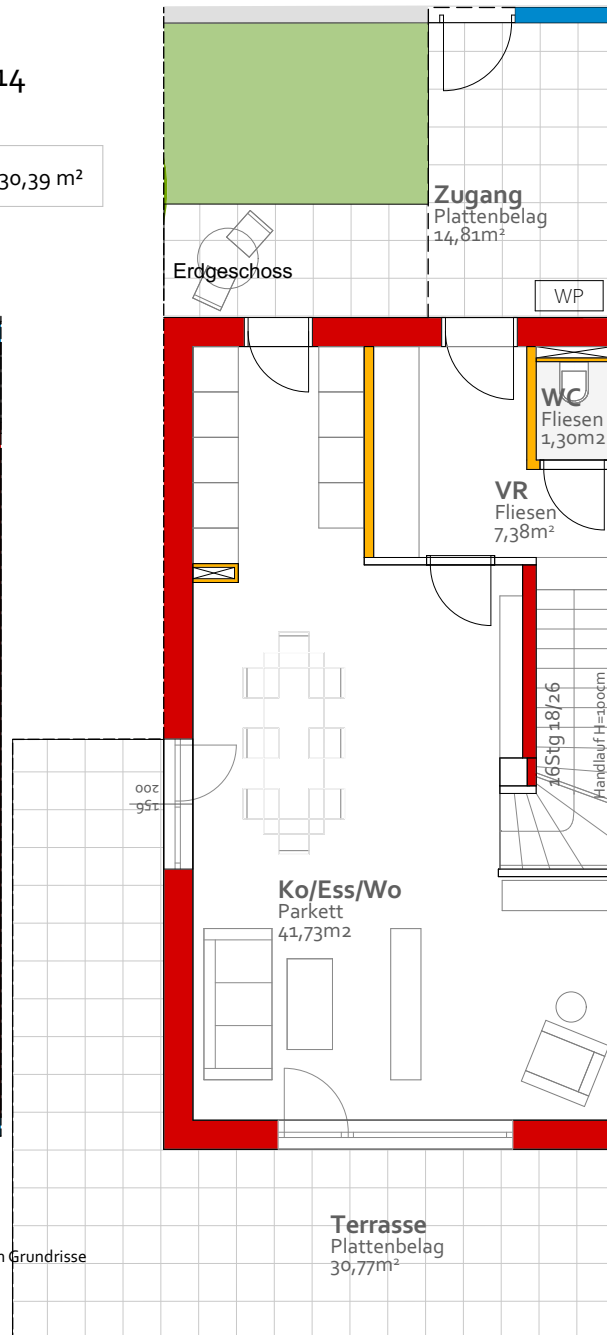 14
30,39 m²
Zugang
Plattenbelag
14,81m²
Erdgeschoss
WP
WC
Fliesen
1,30m2
VR
Fliesen
7,38m²
16Stg 18/26
Handlauf H=100cm
156
200
Ko/Ess/Wo
Parkett
41,73m2
Terrasse
Plattenbelag
30,77m²
n Grundrisse